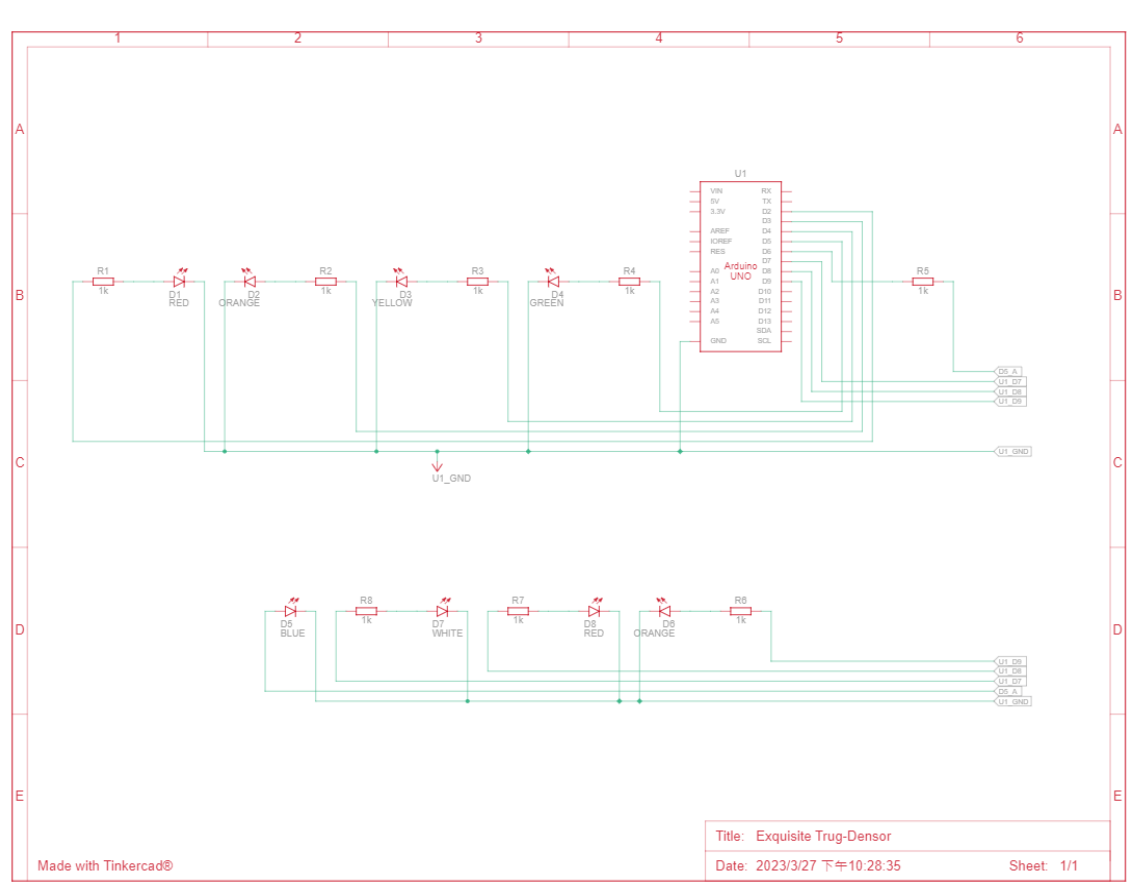 1 2 3 4 5 6
A A
U1
VIN RX
5V TX
3.3V D2
D3
AREF D4
IOREF D5
RES D6
D7
A0 D8
A1 D9
A2 D10
A3 D11
A4 D12
A5 D13
SDA
GND SCL
Arduino
UNO
R1 R2 R3 R4 R5
1k 1k 1k 1k 1k
B B
D1 D2 D3 D4
RED ORANGE YELLOW GREEN
D5_A
U1_D7
U1_D8
U1_D9
U1_GND
C C
U1_GND
R8 R7 R6
1k 1k 1k
D5 D7 D8 D6
BLUE WHITE RED ORANGE
D D
U1_D9
U1_D8
U1_D7
D5_A
U1_GND
E E
Title: Exquisite Trug-Densor
Made with Tinkercad®
Date: 2023/3/27 下午10:28:35 Sheet: 1/1